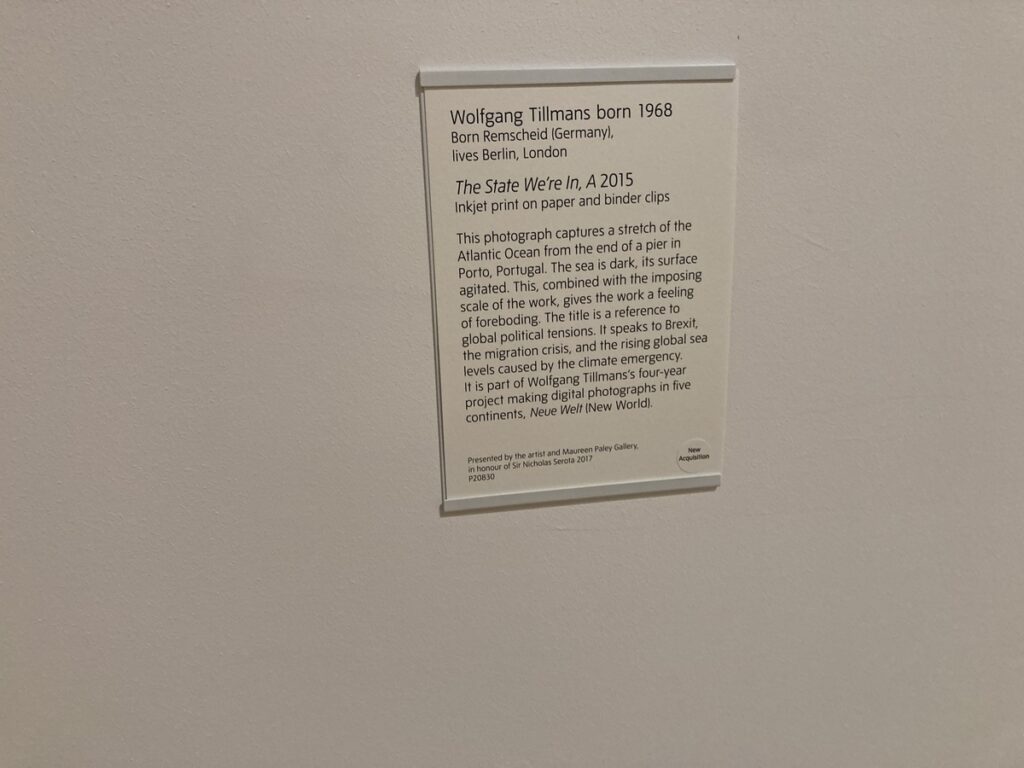 Wolfgang Tillmans born 1968
Born Remscheid (Germany),
lives Berlin, London
The State We're In, A 2015
Inkjet print on paper and binder clips
This photograph captures a stretch of the
Atlantic Ocean from the end of a pier in
Porto, Portugal. The sea is dark, its surface
agitated. This, combined with the imposing
scale of the work, gives the work a feeling
of foreboding. The title is a reference to
global political tensions. It speaks to Brexit,
the migration crisis, and the rising global sea
levels caused by the climate emergency.
It is part of Wolfgang Tillmans's four-year
project making digital photographs in five
continents, Neue Welt (New World).
Presented by the artist and Maureen Paley Gallery,
in honour of Sir Nicholas Serota 2017
P20830
New
Acquisition